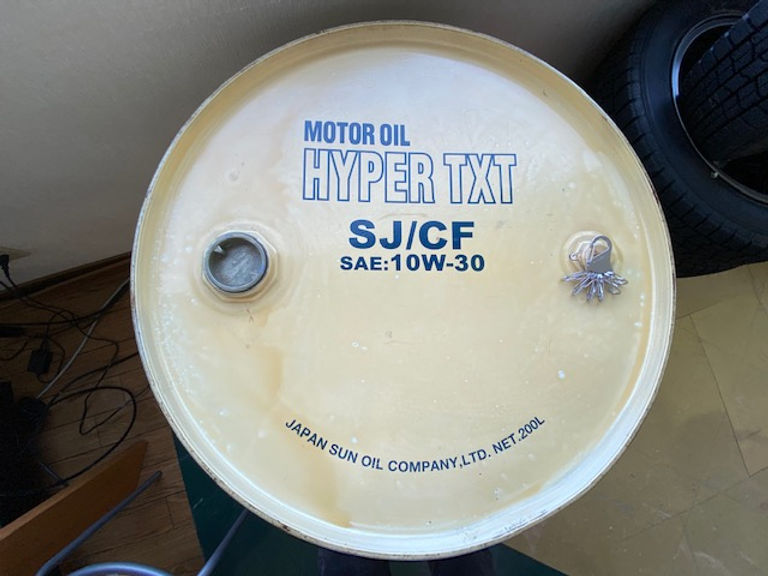 MOTOR OIL
HYPER TXT
SJ/CF
SAE:10W-30
JAPAN SUN OIL COMPANY,LTD. NET.200L